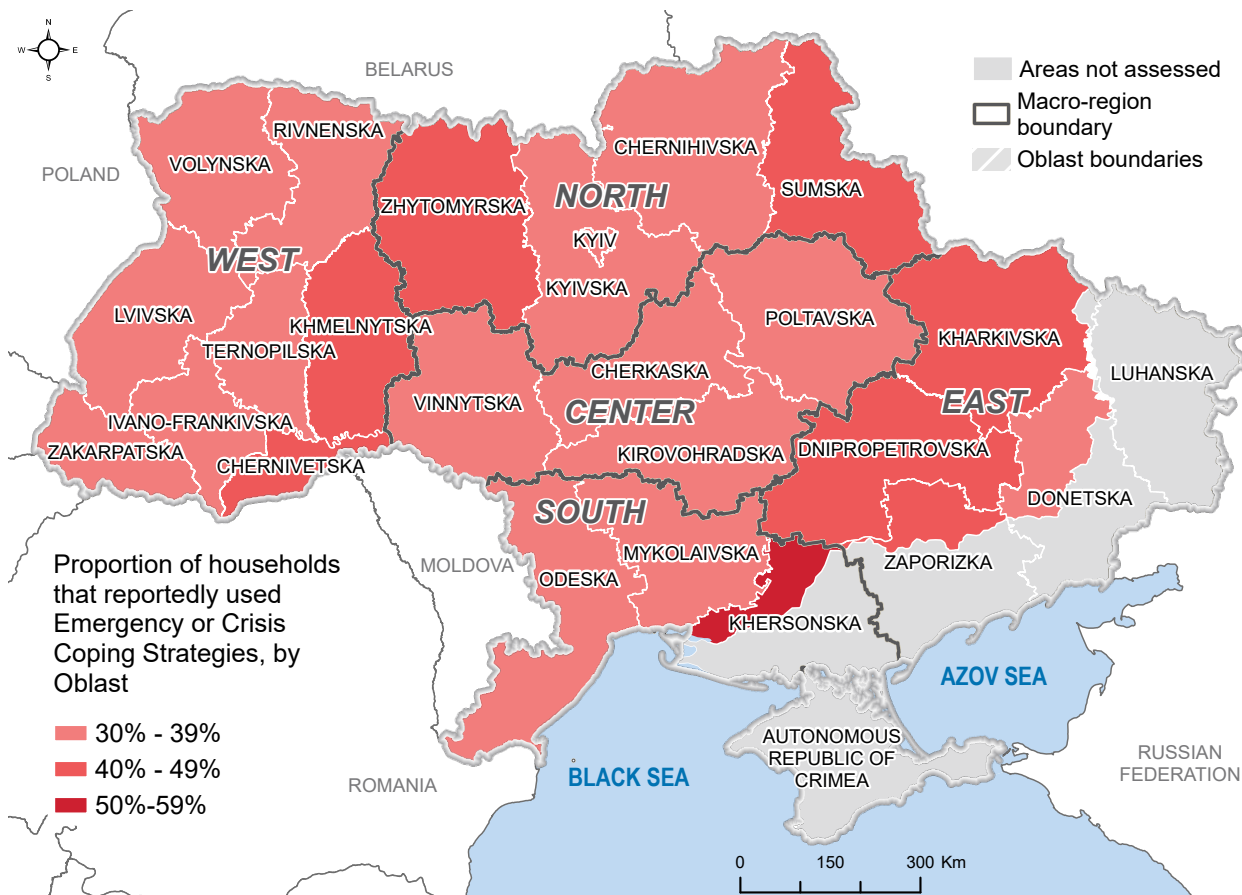 N
W E
S
BELARUS
POLAND
RIVNENSKA
VOLYNSKA
CHERNIHIVSKA
SUMSKA
ZHYTOMYRSKA
NORTH
KYIV
WEST
KYIVSKA
LVIVSKA
KHMELNYTSKA
TERNOPILSKA
POLTAVSKA
KHARKIVSKA
LUHANSKA
CHERKASKA
VINNYTSKA
CENTER
EAST
IVANO-FRANKIVSKA
ZAKARPATSKA
CHERNIVETSKA
KIROVOHRADSKA
DNIPROPETROVSKA
DONETSKA
SOUTH
MYKOLAIVSKA
ODESKA
ZAPORIZKA
KHERSONSKA
MOLDOVA
ROMANIA
BLACK SEA
AZOV SEA
AUTONOMOUS
REPUBLIC OF
CRIMEA
RUSSIAN
FEDERATION
Areas not assessed
Macro-region
boundary
Oblast boundaries
Proportion of households
that reportedly used
Emergency or Crisis
Coping Strategies, by
Oblast
30% - 39%
40% - 49%
50%-59%
0 150 300 Km